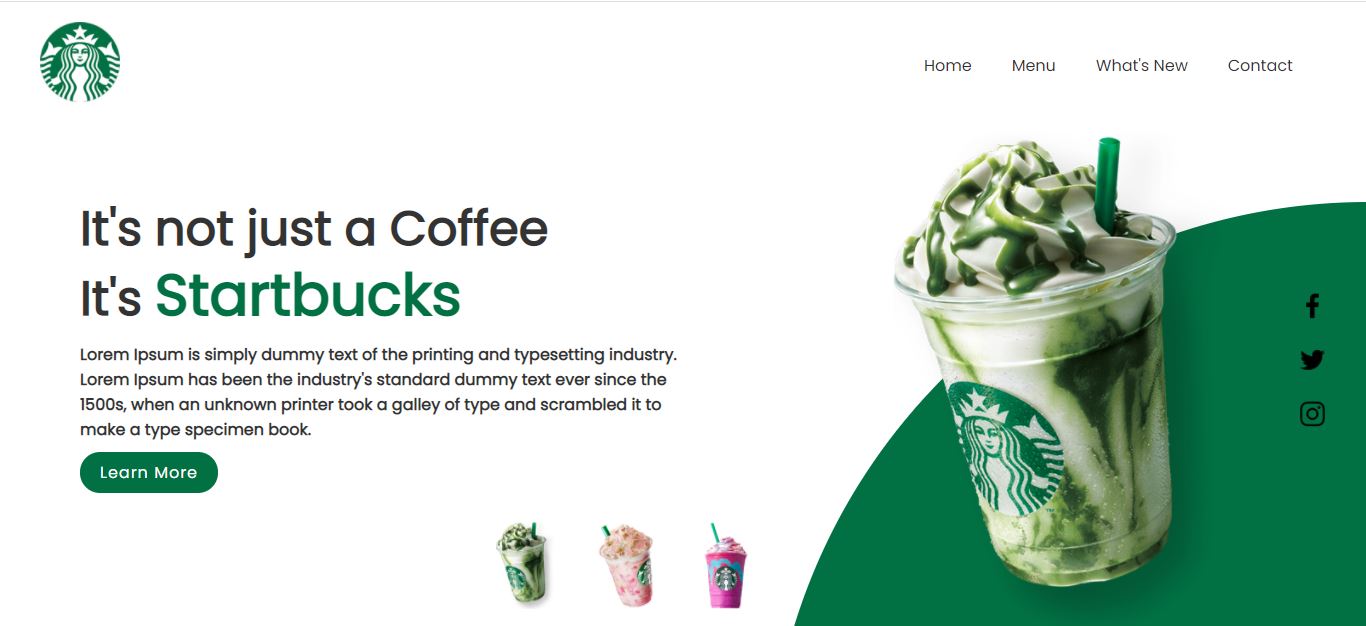 Home Menu What's New Contact
It's not just a Coffee
It's Startbucks
Lorem Ipsum is simply dummy text of the printing and typesetting industry.
Lorem Ipsum has been the industry's standard dummy text ever since the
1500s, when an unknown printer took a galley of type and scrambled it to
make a type specimen book.
Learn More
TM